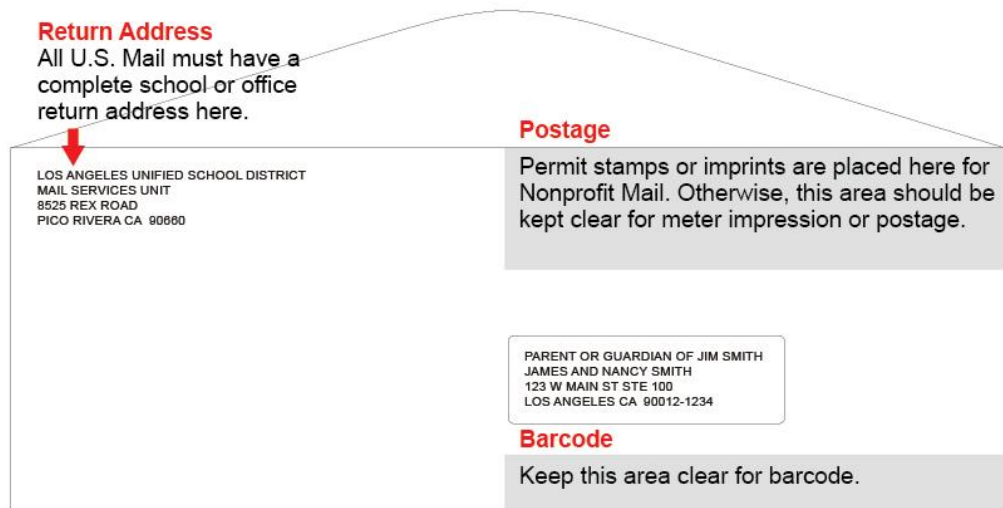 Return Address
All U.S. Mail must have a
complete school or office
return address here.
LOS ANGELES UNIFIED SCHOOL DISTRICT
MAIL SERVICES UNIT
8525 REX ROAD
PICO RIVERA CA 90660
Postage
Permit stamps or imprints are placed here for
Nonprofit Mail. Otherwise, this area should be
kept clear for meter impression or postage.
PARENT OR GUARDIAN OF JIM SMITH
JAMES AND NANCY SMITH
123 W MAIN ST STE 100
LOS ANGELES CA 90012-1234
Barcode
Keep this area clear for barcode.